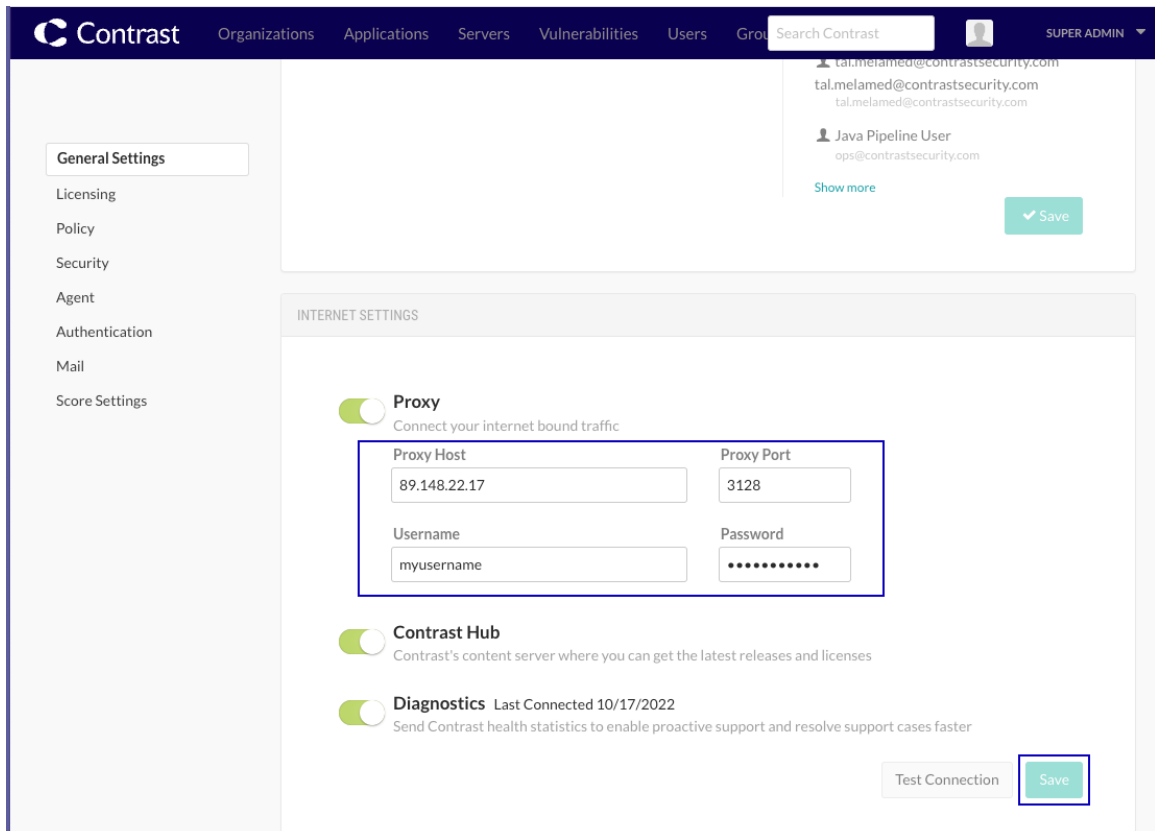 Contrast
Organizations Applications Servers Vulnerabilities Users Grou Search Contrast SUPER ADMIN
tal.melamed@contrastsecurity.com
tal.melamed@contrastsecurity.com
tal.melamed@contrastsecurity.com
Java Pipeline User
ops@contrastsecurity.com
Show more
Save
General Settings
Licensing
Policy
Security
Agent
Authentication
Mail
Score Settings
INTERNET SETTINGS
Proxy
Connect your internet bound traffic
Proxy Host Proxy Port
89.148.22.17 3128
Username Password
myusername •••••••••••
Contrast Hub
Contrast's content server where you can get the latest releases and licenses
Diagnostics Last Connected 10/17/2022
Send Contrast health statistics to enable proactive support and resolve support cases faster
Test Connection Save